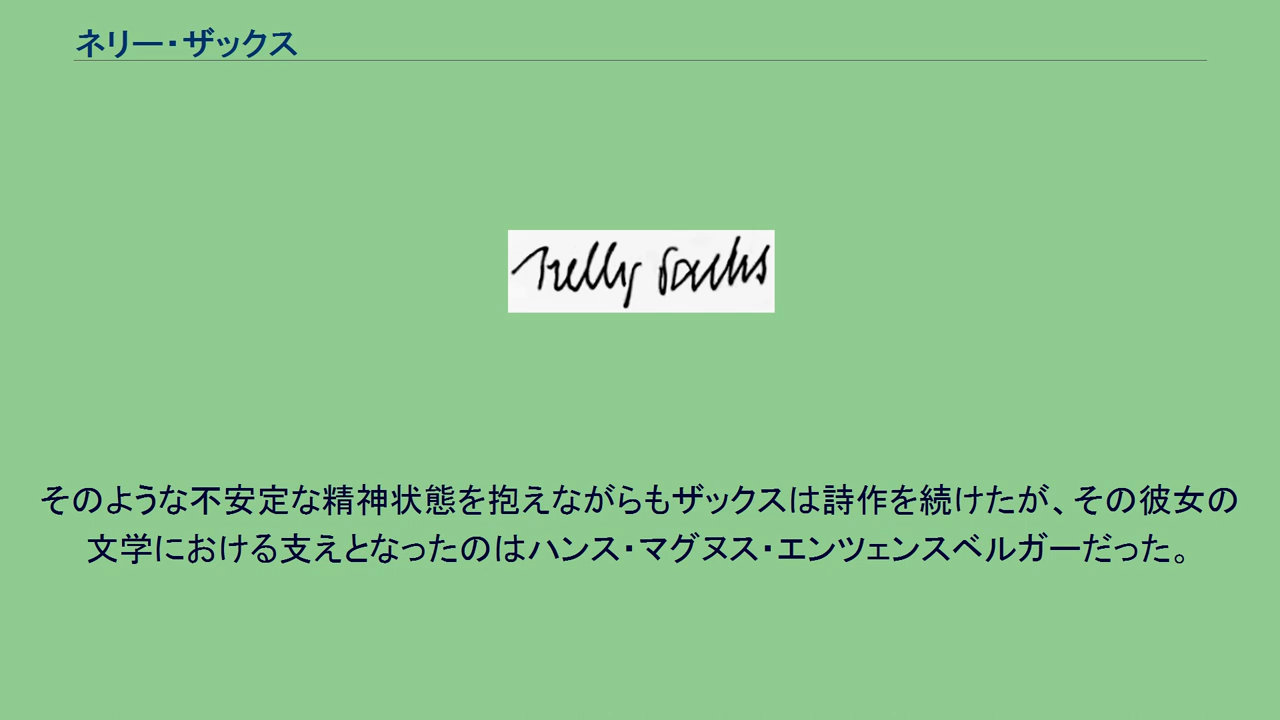 ネリー・ザックス
Nelly Sachs
そのような不安定な精神状態を抱えながらもザックスは詩作を続けたが、その彼女の
文学における支えとなったのはハンス・マグヌス・エンツェンスベルガーだった。